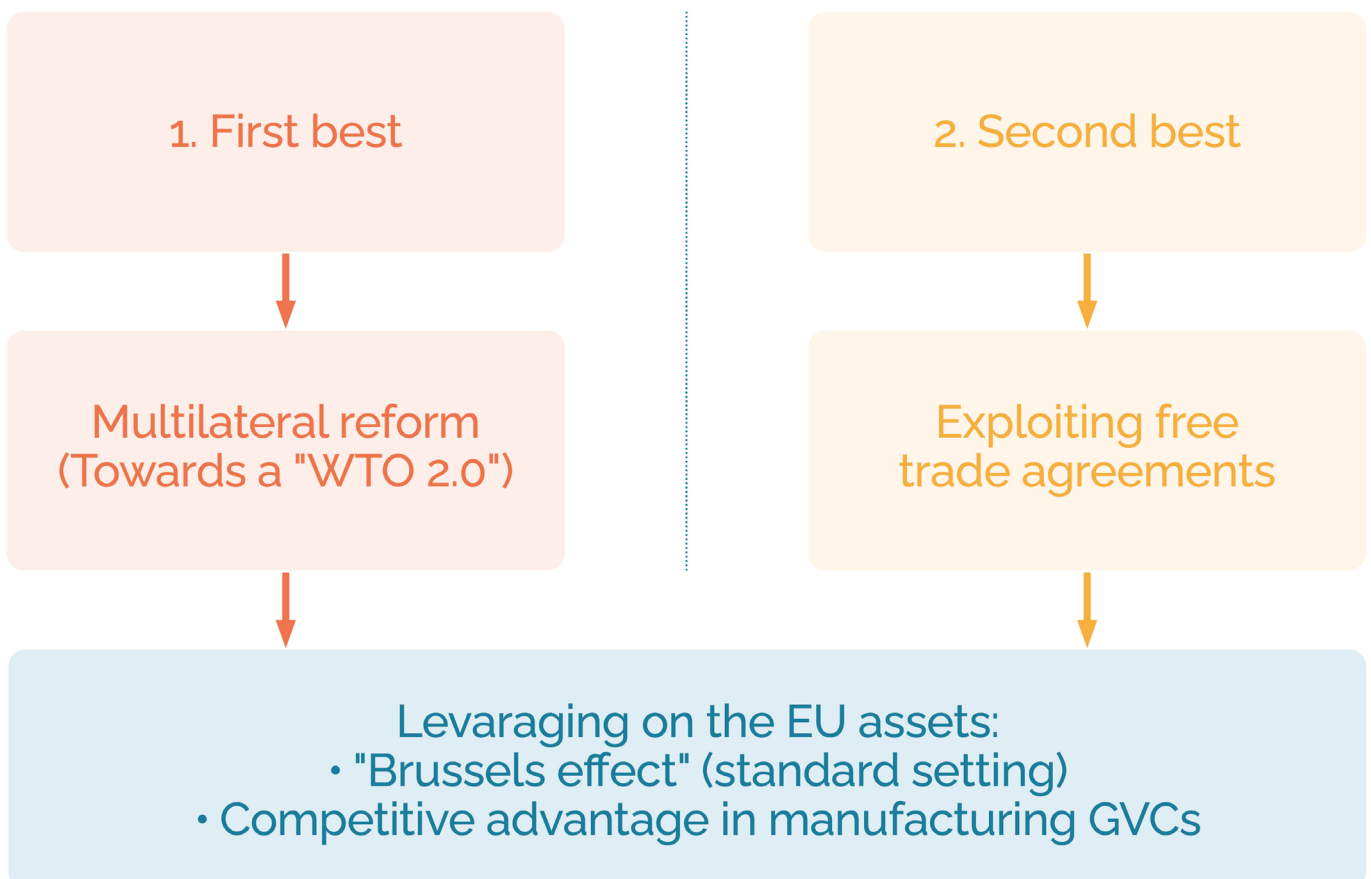 1. First best
2. Second best
Multilateral reform
(Towards a "WTO 2.0")
Exploiting free
trade agreements
Levaraging on the EU assets:
• "Brussels effect" (standard setting)
• Competitive advantage in manufacturing GVCs